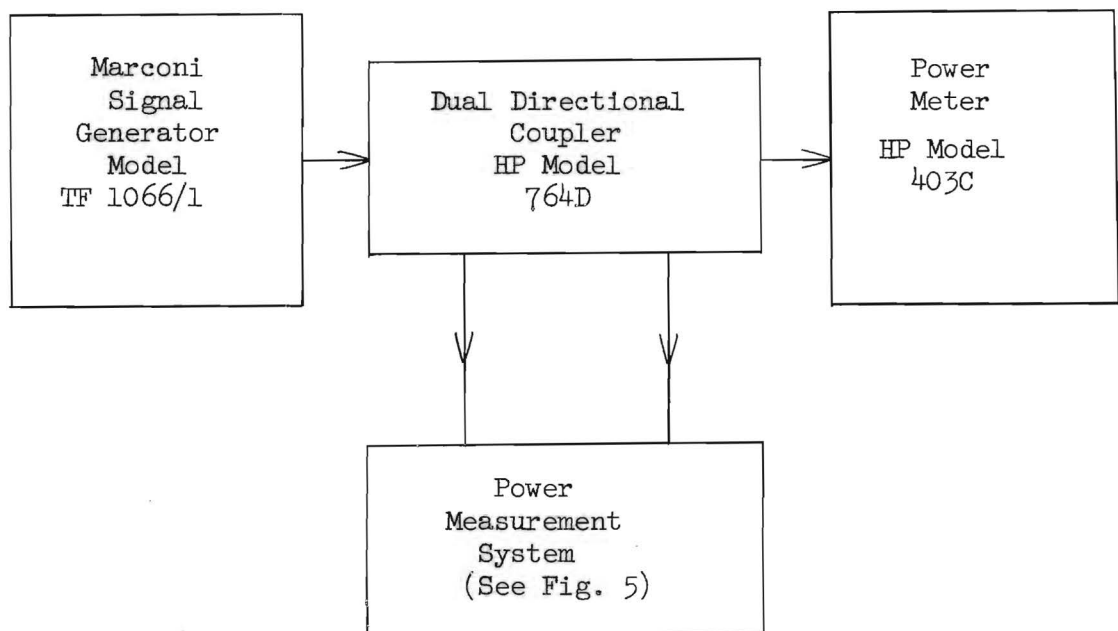 Marconi
Signal
Generator
Model
TF 1066/1
Dual Directional
Coupler
HP Model
764D
Power
Meter
HP Model
403C
Power
Measurement
System
(See Fig. 5)